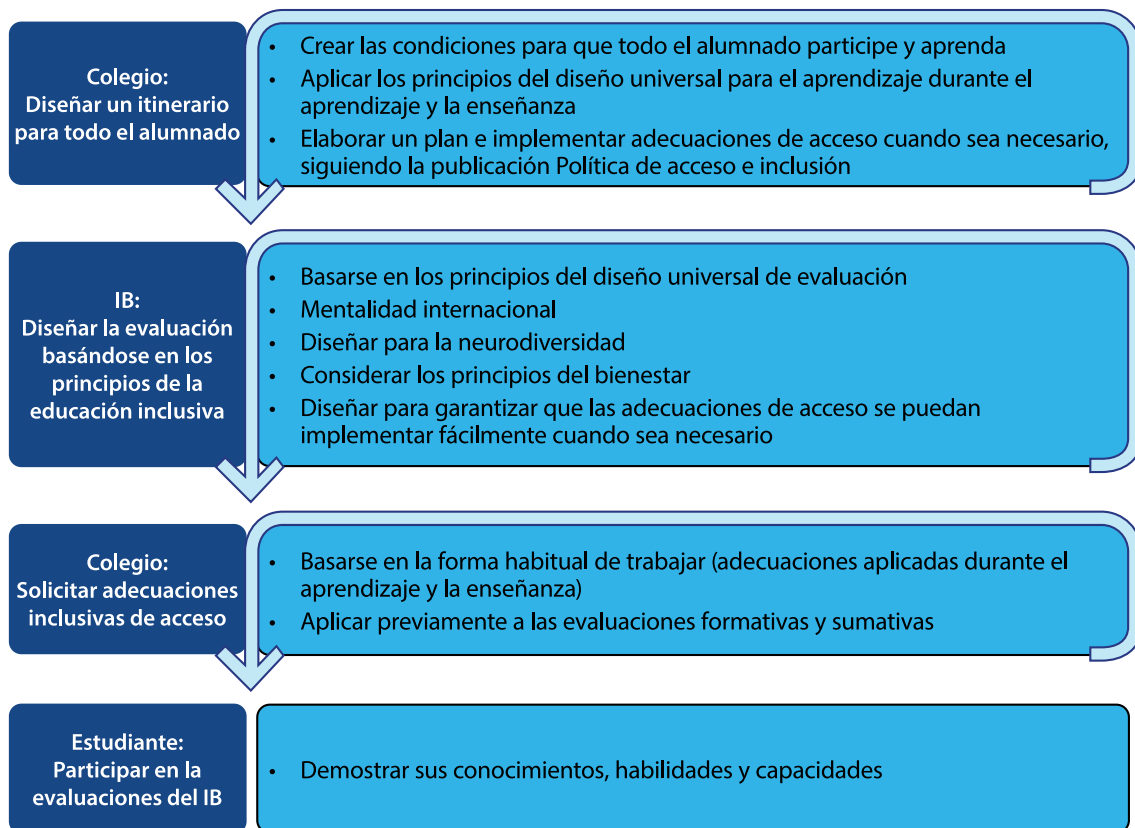 Colegio:
Diseñar un itinerario
para todo el alumnado
• Crear las condiciones para que todo el alumnado participe y aprenda
• Aplicar los principios del diseño universal para el aprendizaje durante el
aprendizaje y la enseñanza
• Elaborar un plan e implementar adecuaciones de acceso cuando sea necesario,
siguiendo la publicación Política de acceso e inclusión
IB:
Diseñar la evaluación
basándose en los
principios de la
educación inclusiva
• Basarse en los principios del diseño universal de evaluación
• Mentalidad internacional
• Diseñar para la neurodiversidad
• Considerar los principios del bienestar
• Diseñar para garantizar que las adecuaciones de acceso se puedan
implementar fácilmente cuando sea necesario
Colegio:
Solicitar adecuaciones
inclusivas de acceso
• Basarse en la forma habitual de trabajar (adecuaciones aplicadas durante el
aprendizaje y la enseñanza)
• Aplicar previamente a las evaluaciones formativas y sumativas
Estudiante:
Participar en la
evaluaciones del IB
• Demostrar sus conocimientos, habilidades y capacidades